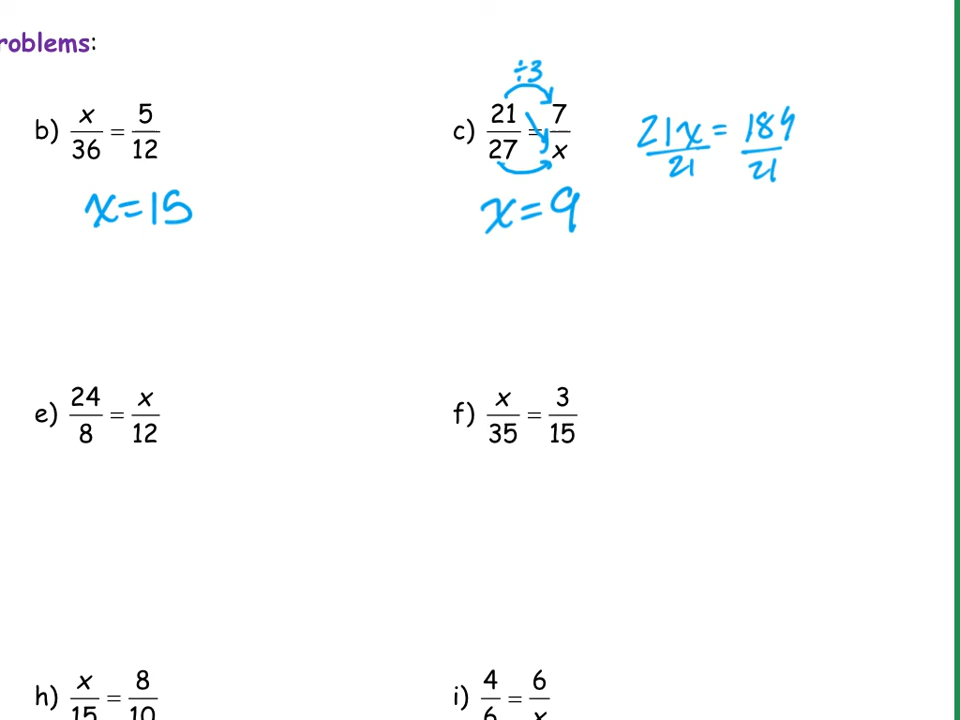 roblems:
b) x/36 = 5/12
x=15
÷3
c) 21/27 = 7/x
21x/21 = 189/21
x=9
e) 24/8 = x/12
f) x/35 = 3/15
h) x/15 = 8/10
i) 4/6 = 6/x